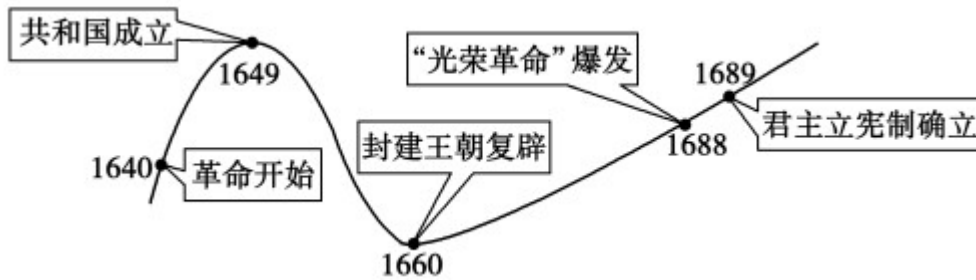 共和国成立
1649
1640
革命开始
封建王朝复辟
1660
“光荣革命”爆发
1688
1689
君主立宪制确立